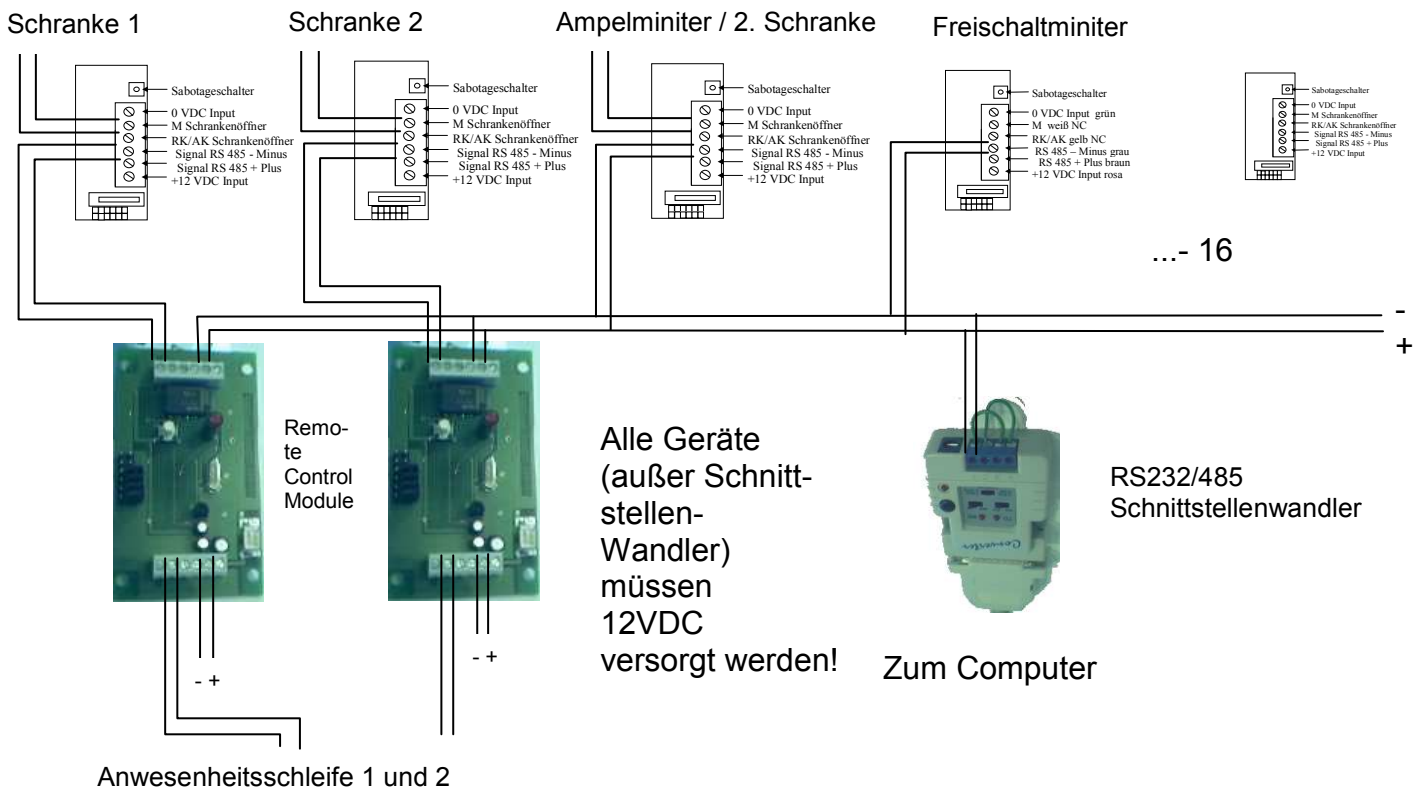 Schranke 1
Schranke 2
Ampelminiter / 2. Schranke
Freischaltminiter
Sabotageschalter
0 VDC Input
M Schrankenöffner
RK/AK Schrankenöffner
Signal RS 485 - Minus
Signal RS 485 + Plus
+12 VDC Input
Sabotageschalter
0 VDC Input
M Schrankenöffner
RK/AK Schrankenöffner
Signal RS 485 - Minus
Signal RS 485 + Plus
+12 VDC Input
Sabotageschalter
0 VDC Input
M Schrankenöffner
RK/AK Schrankenöffner
Signal RS 485 - Minus
Signal RS 485 + Plus
+12 VDC Input
Sabotageschalter
0 VDC Input grün
M weiß NC
RK/AK gelb NC
RS 485 – Minus grau
RS 485 + Plus braun
+12 VDC Input rosa
Sabotageschalter
0 VDC Input
M Schrankenöffner
RK/AK Schrankenöffner
Signal RS 485 - Minus
Signal RS 485 + Plus
+12 VDC Input
...- 16
-
+
Remo-
te
Control
Module
Alle Geräte
(außer Schnitt-
stellen-
Wandler)
müssen
12VDC
versorgt werden!
Converter
RS232/485
Schnittstellenwandler
Zum Computer
- +
- +
Anwesenheitsschleife 1 und 2